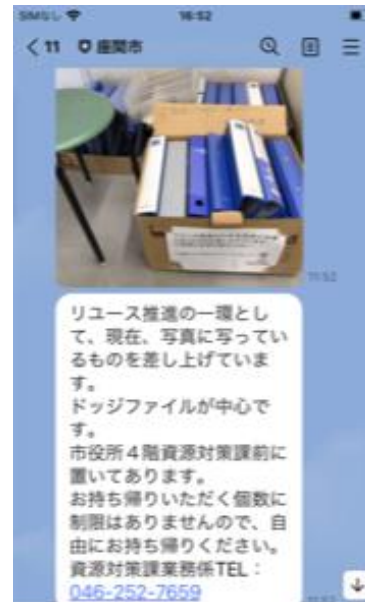 SIMなし 16:52
11 座間市
11:52
リユース推進の一環とし
て、現在、写真に写ってい
るものを差し上げていま
す。
ドッジファイルが中心で
す。
市役所4階資源対策課前に
置いてあります。
お持ち帰りいただく個数に
制限はありませんので、自
由にお持ち帰りください。
資源対策課業務係TEL:
046-252-7659